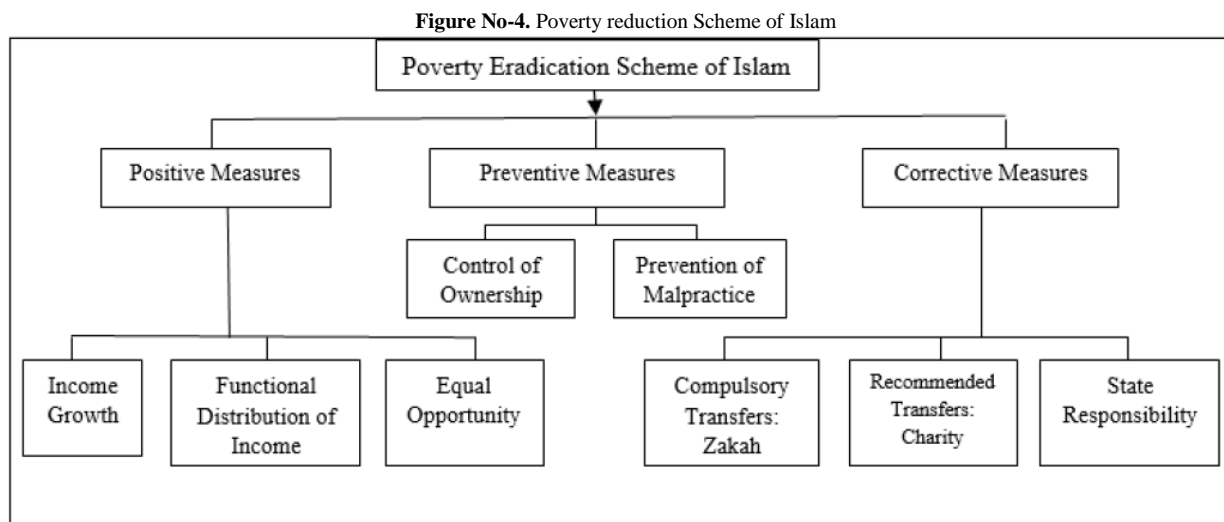 Figure No-4. Poverty reduction Scheme of Islam
Poverty Eradication Scheme of Islam
Positive Measures
Preventive Measures
Corrective Measures
Control of
Ownership
Prevention of
Malpractice
Income
Growth
Functional
Distribution of
Income
Equal
Opportunity
Compulsory
Transfers:
Zakah
Recommended
Transfers:
Charity
State
Responsibility